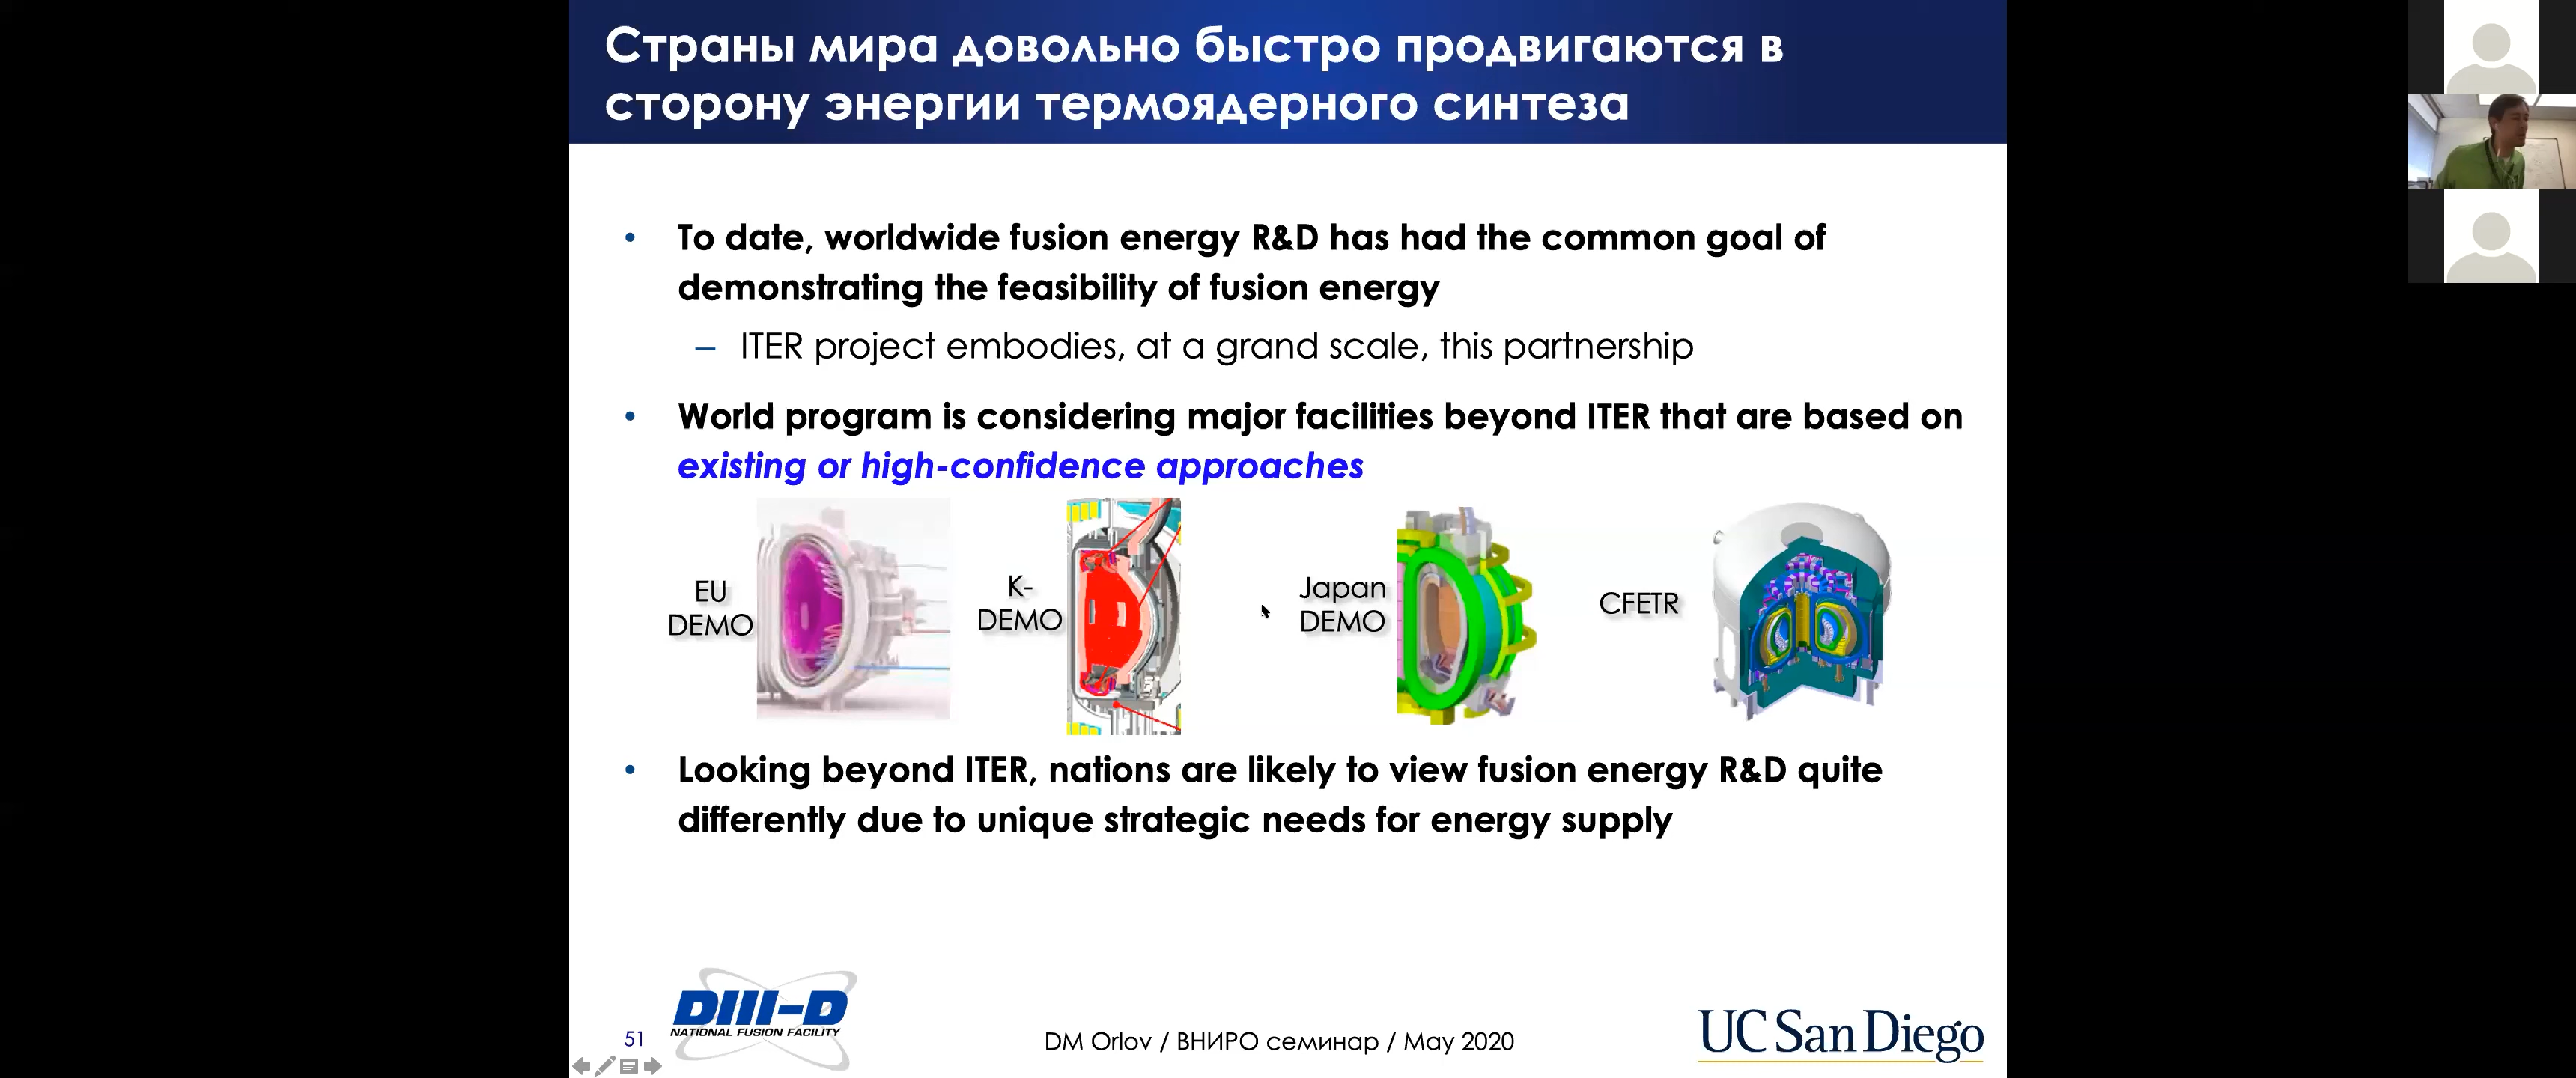 Страны мира довольно быстро продвигаются в
сторону энергии термоядерного синтеза
• To date, worldwide fusion energy R&D has had the common goal of
demonstrating the feasibility of fusion energy
– ITER project embodies, at a grand scale, this partnership
• World program is considering major facilities beyond ITER that are based on
existing or high-confidence approaches
EU
DEMO
K-
DEMO
Japan
DEMO
CFETR
• Looking beyond ITER, nations are likely to view fusion energy R&D quite
differently due to unique strategic needs for energy supply
51
DIII-D
NATIONAL FUSION FACILITY
DM Orlov / ВНИРО семинар / May 2020
UC San Diego